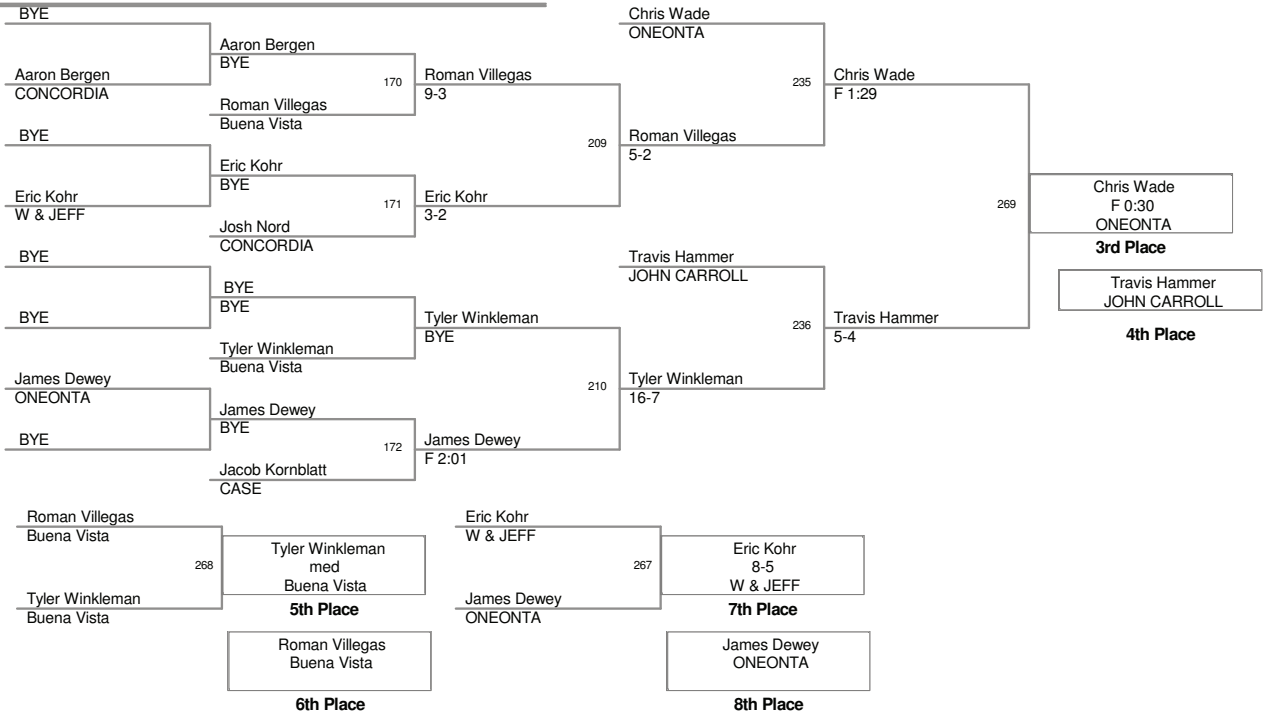 BYE
Aaron Bergen
CONCORDIA
BYE
Eric Kohr
W & JEFF
BYE
BYE
James Dewey
ONEONTA
BYE
Aaron Bergen
BYE
170
Roman Villegas
Buena Vista
Eric Kohr
BYE
171
Josh Nord
CONCORDIA
BYE
BYE
Tyler Winkleman
Buena Vista
James Dewey
BYE
172
Jacob Kornblatt
CASE
Roman Villegas
9-3
209
Eric Kohr
3-2
Tyler Winkleman
BYE
210
James Dewey
F 2:01
Chris Wade
ONEONTA
235
Roman Villegas
5-2
Travis Hammer
JOHN CARROLL
236
Tyler Winkleman
16-7
Chris Wade
F 1:29
269
Travis Hammer
5-4
Chris Wade
F 0:30
ONEONTA
3rd Place
Travis Hammer
JOHN CARROLL
4th Place
Roman Villegas
Buena Vista
268
Tyler Winkleman
Buena Vista
Tyler Winkleman
med
Buena Vista
5th Place
Roman Villegas
Buena Vista
6th Place
Eric Kohr
W & JEFF
267
James Dewey
ONEONTA
Eric Kohr
8-5
W & JEFF
7th Place
James Dewey
ONEONTA
8th Place